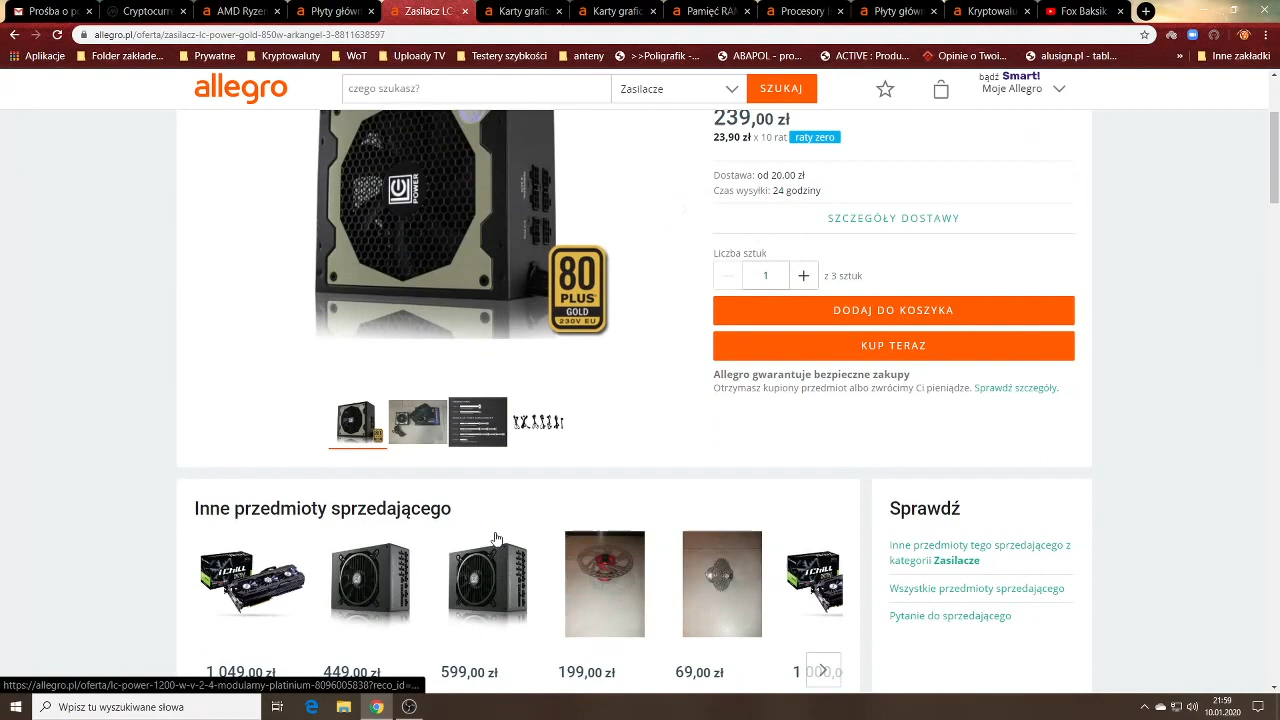 Prośba o p
Cryptocurre
AMD Ryzen
Płyty główn
Zasilacz LC
Karty grafic
Karty grafic
Pamięć RA
Procesory i
Płyty główn
Kryptowalu
Fox Balski
allegro.pl/oferta/zasilacz-lc-power-gold-850w-arkangel-3-8811638597
Aplikacje
Prywatne
Kryptowaluty
WoT
Uploady TV
Testery szybkości
anteny
>>Poligrafik -...
ABAPOL - pro...
ACTIVE : Produ...
Opinie o Twoi...
alusign.pl - tabl...
Inne zakładki
allegro
czego szukasz?
Zasilacze
SZUKAJ
bądź Smart!
Moje Allegro
239,00 zł
23,90 zł x 10 rat raty zero
Dostawa: od 20.00 zł
Czas wysyłki: 24 godziny
SZCZEGÓŁY DOSTAWY
Liczba sztuk
1
z 3 sztuk
DODAJ DO KOSZYKA
KUP TERAZ
Allegro gwarantuje bezpieczne zakupy
Otrzymasz kupiony przedmiot albo zwrócimy Ci pieniądze. Sprawdź szczegóły.
POWER
80
PLUS
GOLD
230V EU
Inne przedmioty sprzedającego
1 049,00 zł
449,00 zł
599,00 zł
199,00 zł
69,00 zł
Sprawdź
Inne przedmioty tego sprzedającego z
kategorii Zasilacze
Wszystkie przedmioty sprzedającego
Pytanie do sprzedającego
https://allegro.pl/oferta/lc-power-1200-w-v-2-4-modularny-platinium-8096005838?reco_id=...
Wpisz tu wyszukiwane słowa
21:59
10.01.2020